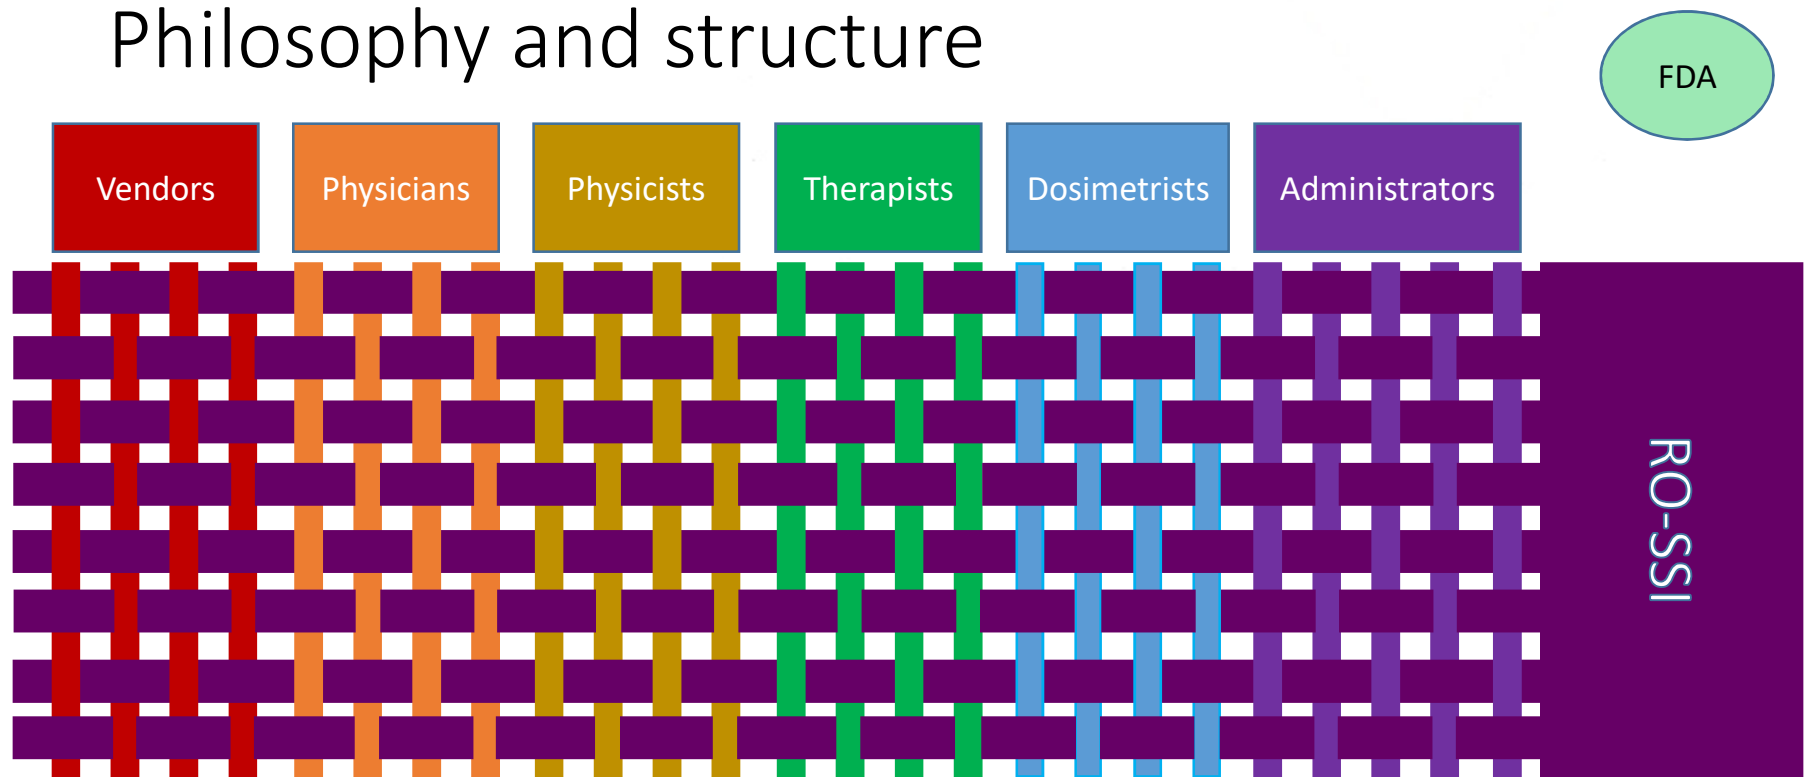 Philosophy and structure
FDA
Vendors
Physicians
Physicists
Therapists
Dosimetrists
Administrators
RO-SSI